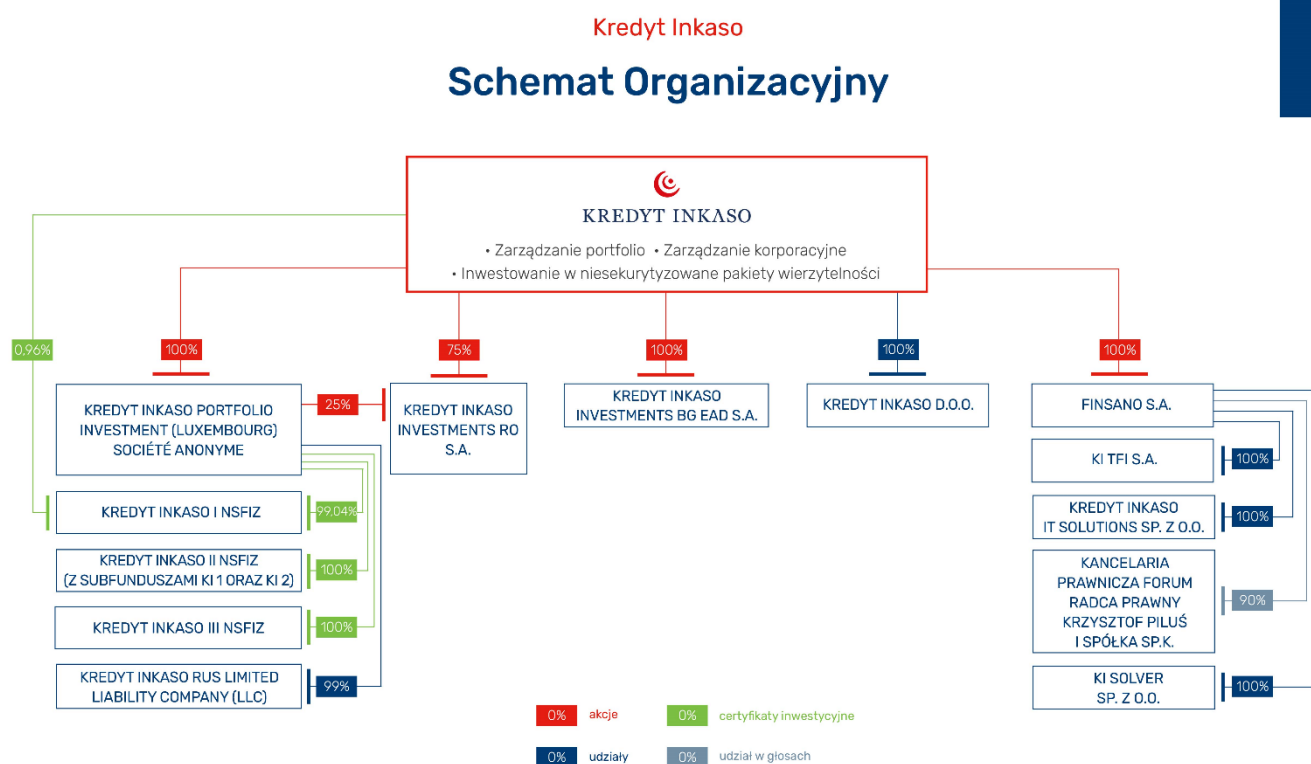 Kredyt Inkaso
Schemat Organizacyjny
KREDYT INKASO
• Zarządzanie portfolio • Zarządzanie korporacyjne
• Inwestowanie w niesekurytyzowane pakiety wierzytelności
0,96%
100%
75%
100%
100%
100%
KREDYT INKASO PORTFOLIO
INVESTMENT (LUXEMBOURG)
SOCIÉTÉ ANONYME
25%
KREDYT INKASO
INVESTMENTS RO
S.A.
KREDYT INKASO
INVESTMENTS BG EAD S.A.
KREDYT INKASO D.O.O.
FINSANO S.A.
KI TFI S.A.
100%
KREDYT INKASO I NSFIZ
99.04%
KREDYT INKASO
IT SOLUTIONS SP. Z O.O.
100%
KREDYT INKASO II NSFIZ
(Z SUBFUNDUSZAMI KI 1 ORAZ KI 2)
100%
KANCELARIA
PRAWNICZA FORUM
RADCA PRAWNY
KRZYSZTOF PILUŚ
I SPÓŁKA SP.K.
90%
KREDYT INKASO III NSFIZ
100%
KREDYT INKASO RUS LIMITED
LIABILITY COMPANY (LLC)
99%
KI SOLVER
SP. Z O.O.
100%
0% akcje
0% certyfikaty inwestycyjne
0% udziały
0% udział w głosach